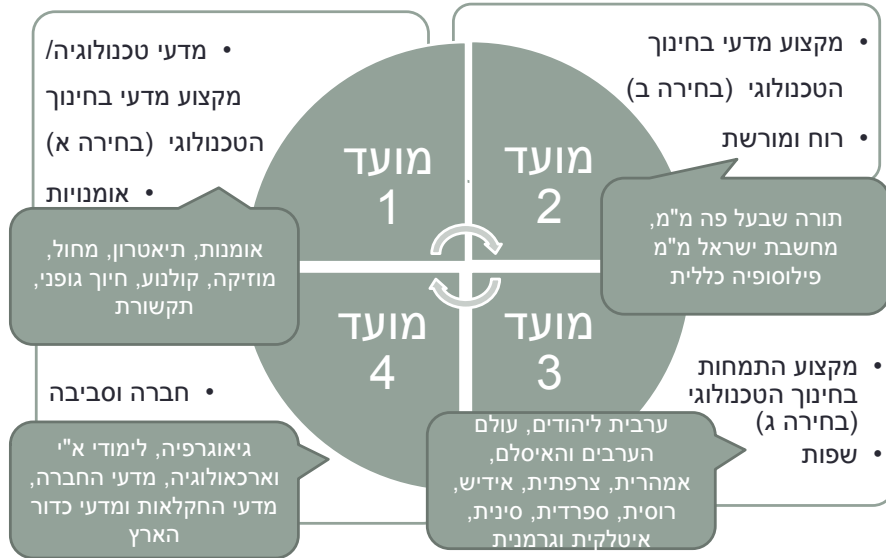 • מדעי טכנולוגיה/
מקצוע מדעי בחינוך
הטכנולוגי (בחירה א)
• אומנויות
אומנות, תיאטרון, מחול,
מוזיקה, קולנוע, חיוך גופני,
תקשורת
מועד
1
• מקצוע מדעי בחינוך
הטכנולוגי (בחירה ב)
• רוח ומורשת
תורה שבעל פה מ"מ,
מחשבת ישראל מ"מ
פילוסופיה כללית
מועד
2
• מקצוע התמחות
בחינוך הטכנולוגי
(בחירה ג)
• שפות
ערבית ליהודים, עולם
הערבים והאיסלם,
אמהרית, צרפתית, אידיש,
רוסית, ספרדית, סינית,
איטלקית וגרמנית
מועד
3
• חברה וסביבה
גיאוגרפיה, לימודי א"י
וארכאולוגיה, מדעי החברה,
מדעי החקלאות ומדעי כדור
הארץ
מועד
4